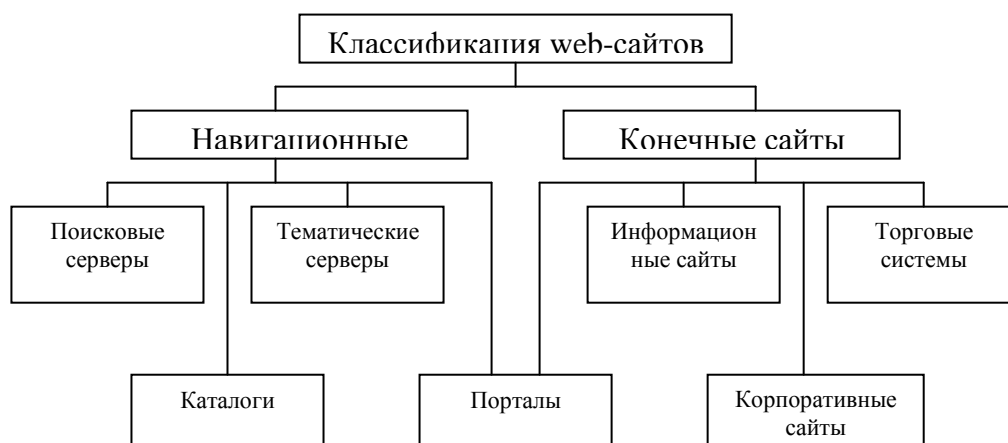 Классификация web-сайтов
Навигационные
Конечные сайты
Поисковые
серверы
Тематические
серверы
Информацион
ные сайты
Торговые
системы
Каталоги
Порталы
Корпоративные
сайты